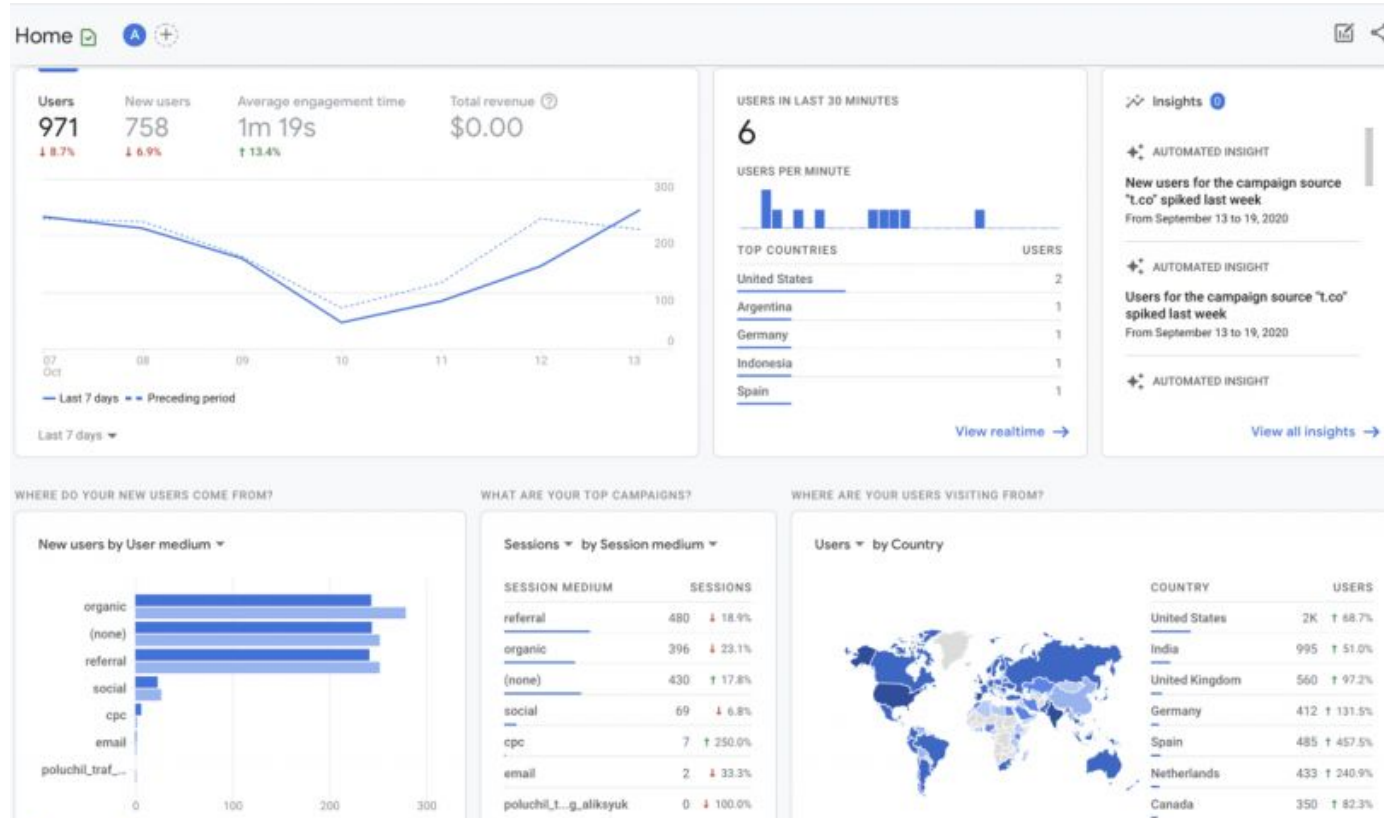 Home A
Users New users Average engagement time Total revenue
971 758 1m 19s $0.00
↓ 8.7% ↓ 6.9% ↑ 13.4%
300
200
100
0
07 08 09 10 11 12 13
Oct
Last 7 days Preceding period
Last 7 days
USERS IN LAST 30 MINUTES
6
USERS PER MINUTE
TOP COUNTRIES USERS
United States 2
Argentina 1
Germany 1
Indonesia 1
Spain 1
View realtime →
Insights 0
AUTOMATED INSIGHT
New users for the campaign source
"t.co" spiked last week
From September 13 to 19, 2020
AUTOMATED INSIGHT
Users for the campaign source "t.co"
spiked last week
From September 13 to 19, 2020
AUTOMATED INSIGHT
View all insights →
WHERE DO YOUR NEW USERS COME FROM?
New users by User medium
organic
(none)
referral
social
cpc
email
poluchil_traf_...
0 100 200 300
WHAT ARE YOUR TOP CAMPAIGNS?
Sessions by Session medium
SESSION MEDIUM SESSIONS
referral 480 ↓ 18.9%
organic 396 ↓ 23.1%
(none) 430 ↑ 17.8%
social 69 ↓ 6.8%
cpc 7 ↑ 250.0%
email 2 ↓ 33.3%
poluchil_t...g_aliksyuk 0 ↓ 100.0%
WHERE ARE YOUR USERS VISITING FROM?
Users by Country
COUNTRY USERS
United States 2K ↑ 68.7%
India 995 ↑ 51.0%
United Kingdom 560 ↑ 97.2%
Germany 412 ↑ 131.5%
Spain 485 ↑ 457.5%
Netherlands 433 ↑ 240.9%
Canada 350 ↑ 82.3%